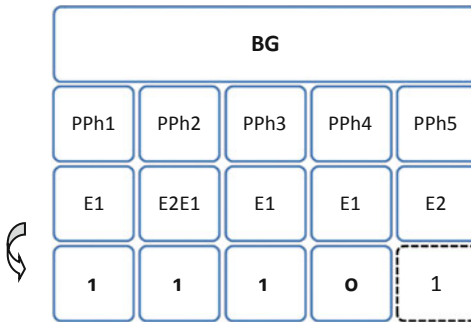 BG
PPh1 PPh2 PPh3 PPh4 PPh5
E1 E2E1 E1 E1 E2
1 1 1 0 1